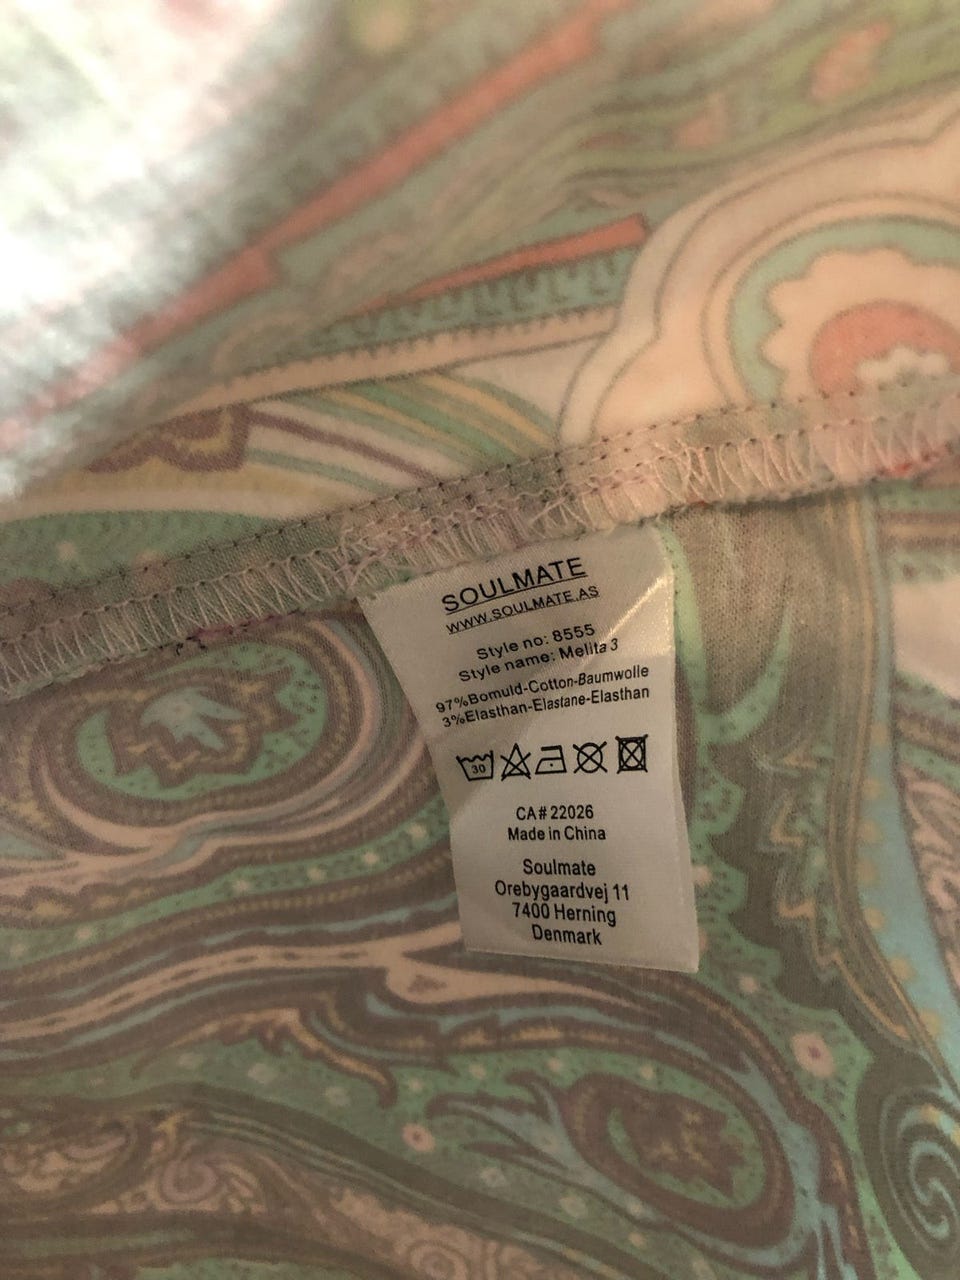 SOULMATE
WWW.SOULMATE.AS
Style no: 8555
Style name: Melita 3
97%Bomuld-Cotton-Baumwolle
3%Elasthan-Elastane-Elasthan
30
CA#22026
Made in China
Soulmate
Orebygaardvej 11
7400 Herning
Denmark